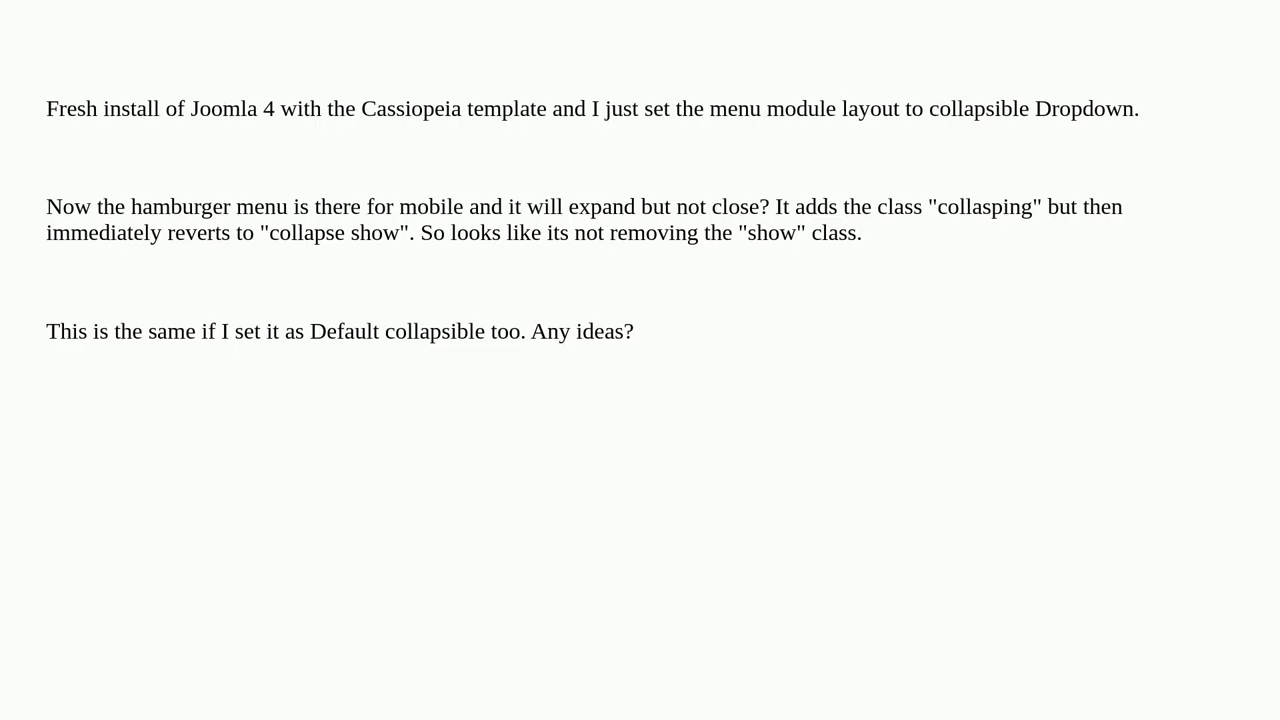 Fresh install of Joomla 4 with the Cassiopeia template and I just set the menu module layout to collapsible Dropdown.
Now the hamburger menu is there for mobile and it will expand but not close? It adds the class "collasping" but then
immediately reverts to "collapse show". So looks like its not removing the "show" class.
This is the same if I set it as Default collapsible too. Any ideas?